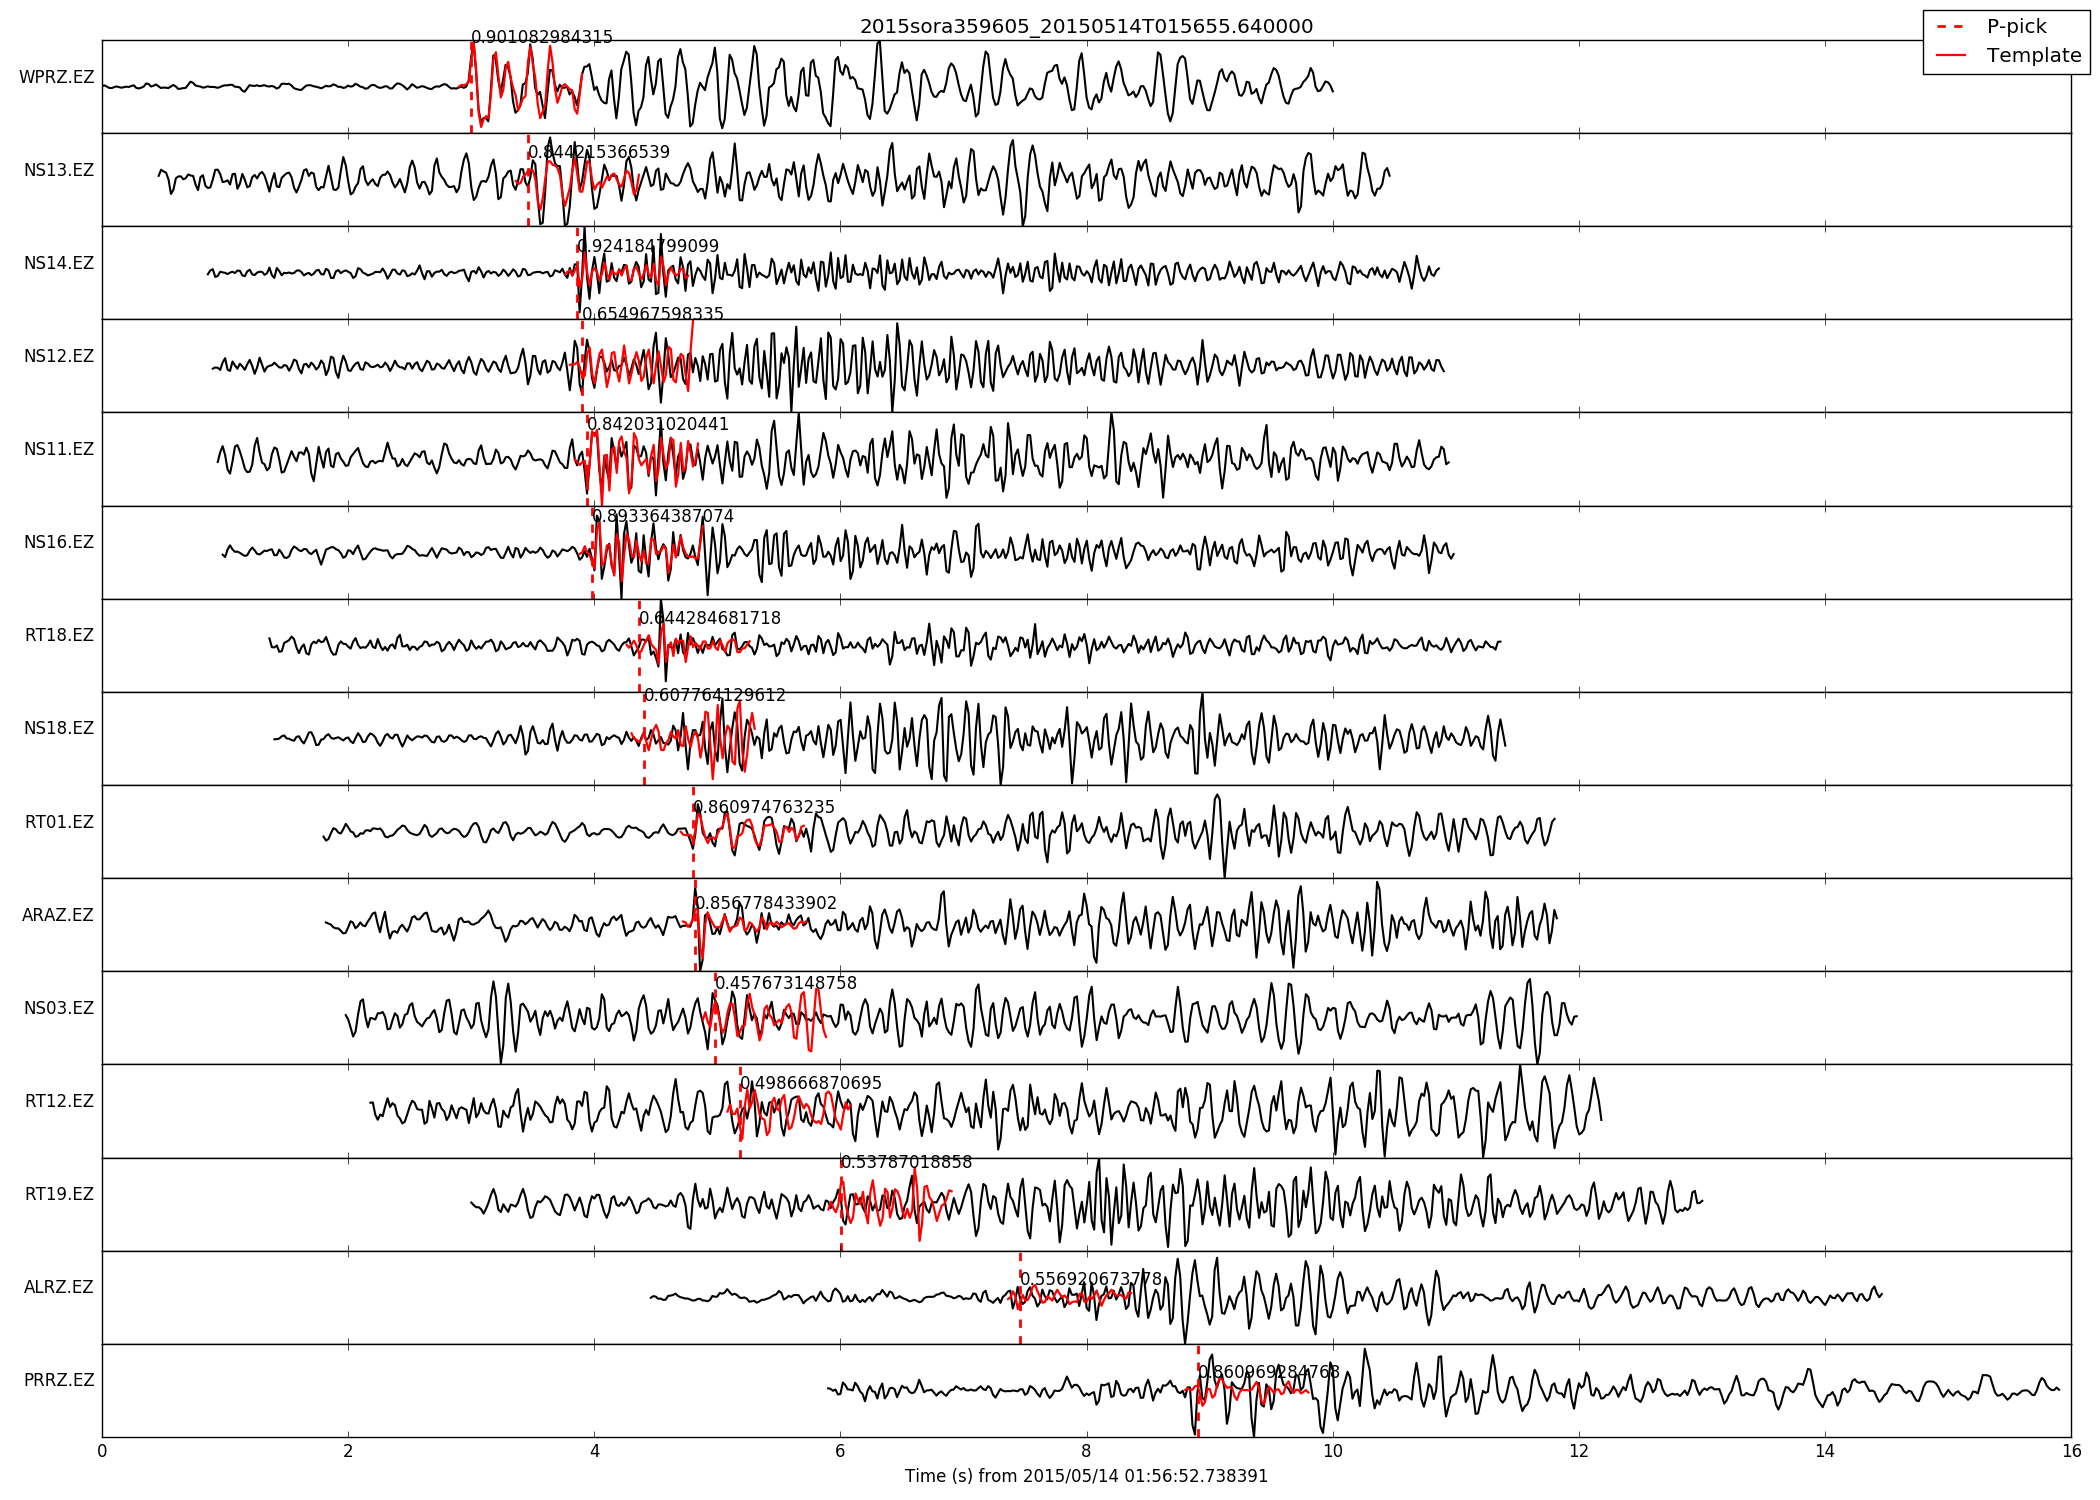 2015sora359605_20150514T015655.640000
P-pick
Template
WPRZ.EZ 0.901082984315
NS13.EZ 0.844215366539
NS14.EZ 0.924184799099
NS12.EZ 0.654967598335
NS11.EZ 0.842031020441
NS16.EZ 0.893364387074
RT18.EZ 0.644284681718
NS18.EZ 0.607764129612
RT01.EZ 0.860974763235
ARAZ.EZ 0.856778433902
NS03.EZ 0.457673148758
RT12.EZ 0.498666870695
RT19.EZ 0.53787018858
ALRZ.EZ 0.556920673778
PRRZ.EZ 0.860969284768
0 2 4 6 8 10 12 14 16
Time (s) from 2015/05/14 01:56:52.738391